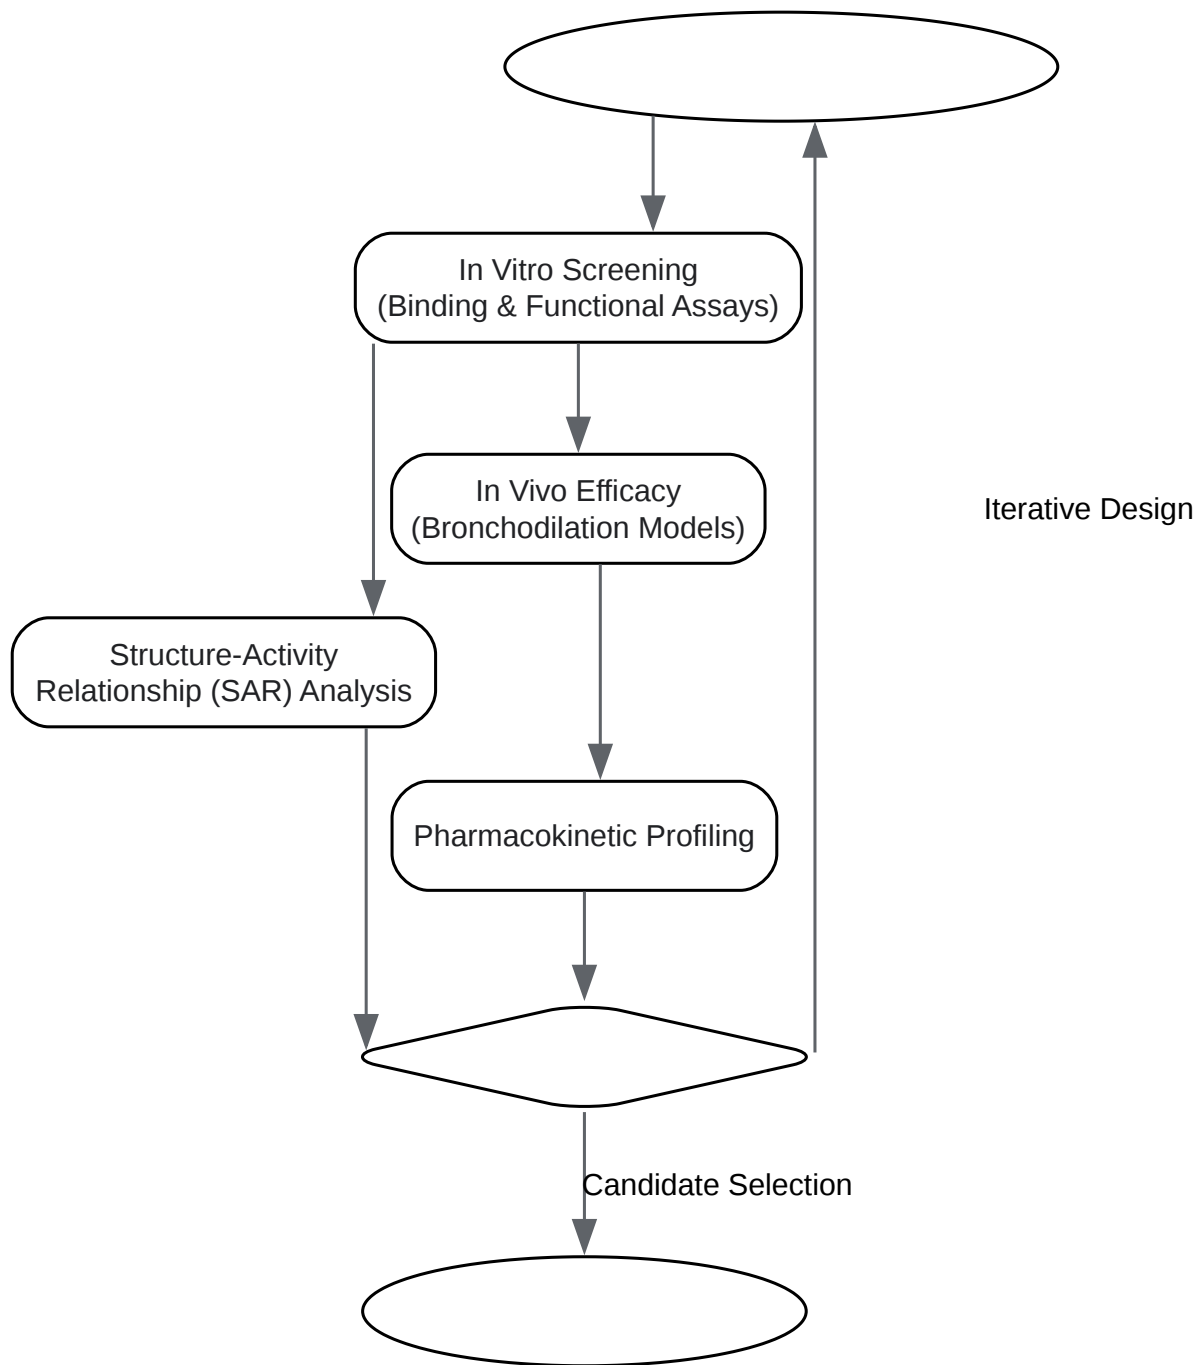 In Vitro Screening
(Binding & Functional Assays)
In Vivo Efficacy
(Bronchodilation Models)
Iterative Design
Structure-Activity
Relationship (SAR) Analysis
Pharmacokinetic Profiling
Candidate Selection